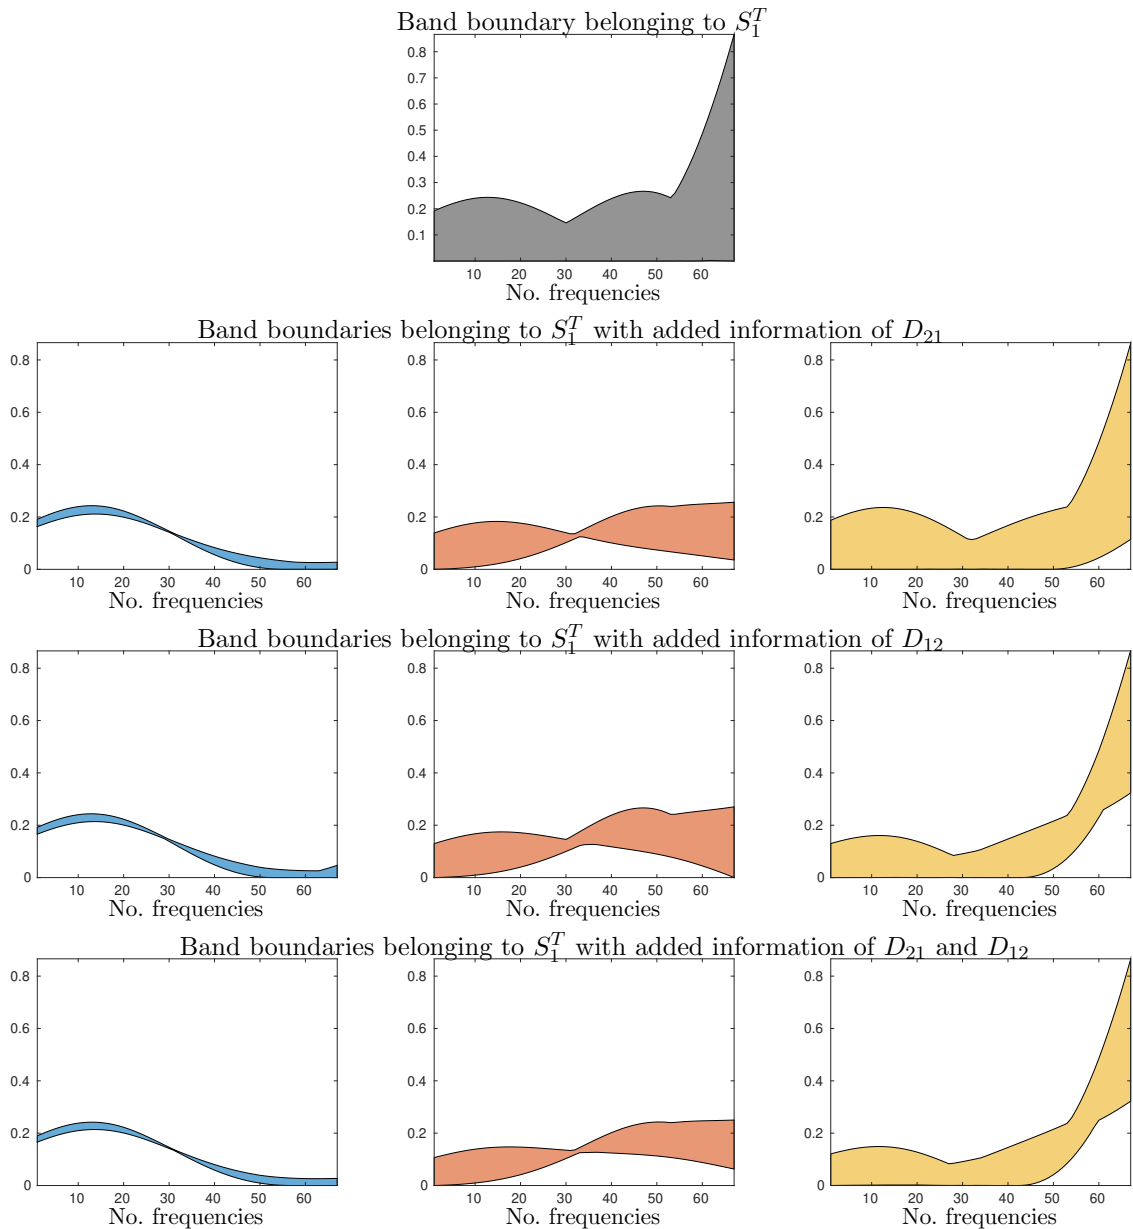 Band boundary belonging to $S_1^T$
0.8
0.7
0.6
0.5
0.4
0.3
0.2
0.1
10 20 30 40 50 60
No. frequencies
Band boundaries belonging to $S_1^T$ with added information of $D_{21}$
0.8 0.8 0.8
0.6 0.6 0.6
0.4 0.4 0.4
0.2 0.2 0.2
0 0 0
10 20 30 40 50 60 10 20 30 40 50 60 10 20 30 40 50 60
No. frequencies No. frequencies No. frequencies
Band boundaries belonging to $S_1^T$ with added information of $D_{12}$
0.8 0.8 0.8
0.6 0.6 0.6
0.4 0.4 0.4
0.2 0.2 0.2
0 0 0
10 20 30 40 50 60 10 20 30 40 50 60 10 20 30 40 50 60
No. frequencies No. frequencies No. frequencies
Band boundaries belonging to $S_1^T$ with added information of $D_{21}$ and $D_{12}$
0.8 0.8 0.8
0.6 0.6 0.6
0.4 0.4 0.4
0.2 0.2 0.2
0 0 0
10 20 30 40 50 60 10 20 30 40 50 60 10 20 30 40 50 60
No. frequencies No. frequencies No. frequencies